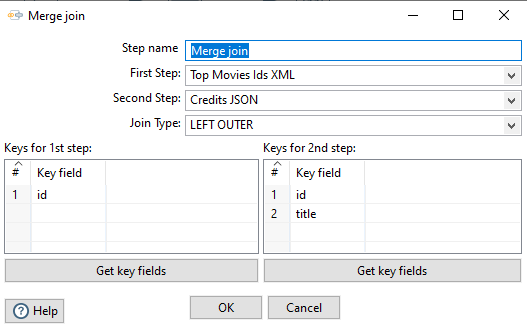 Merge join
Step name Merge join
First Step: Top Movies Ids XML
Second Step: Credits JSON
Join Type: LEFT OUTER
Keys for 1st step: Keys for 2nd step:
# Key field # Key field
1 id 1 id
2 title
Get key fields Get key fields
Help OK Cancel